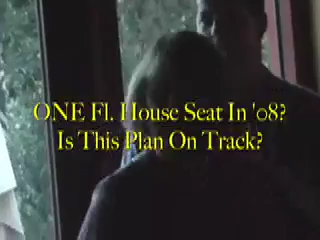 ONE Fl. House Seat In '08?
Is This Plan On Track?